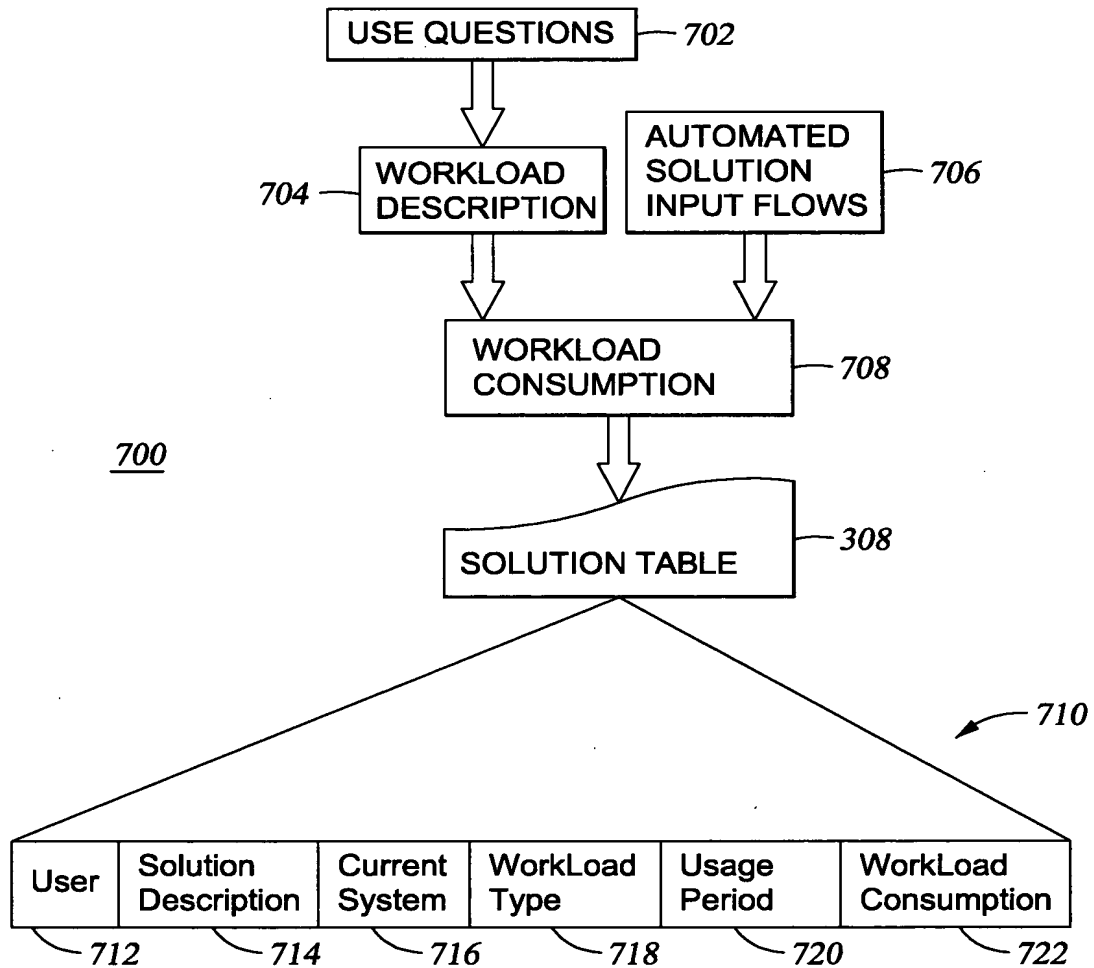 USE QUESTIONS
702
WORKLOAD
DESCRIPTION
704
AUTOMATED
SOLUTION
INPUT FLOWS
706
WORKLOAD
CONSUMPTION
708
700
SOLUTION TABLE
308
710
User
Solution
Description
Current
System
WorkLoad
Type
Usage
Period
WorkLoad
Consumption
712
714
716
718
720
722